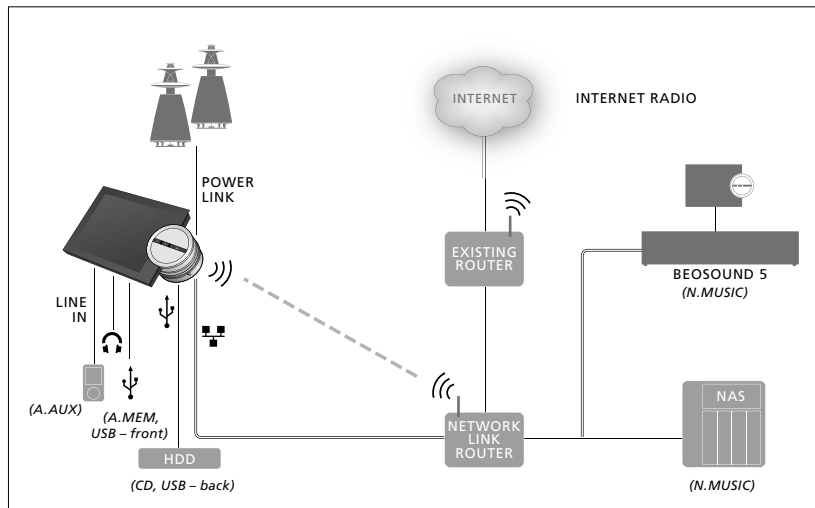 INTERNET
INTERNET RADIO
POWER
LINK
EXISTING
ROUTER
BEOSOUND 5
(N.MUSIC)
LINE
IN
(A.AUX)
(A.MEM,
USB – front)
HDD
(CD, USB – back)
NETWORK
LINK
ROUTER
NAS
(N.MUSIC)